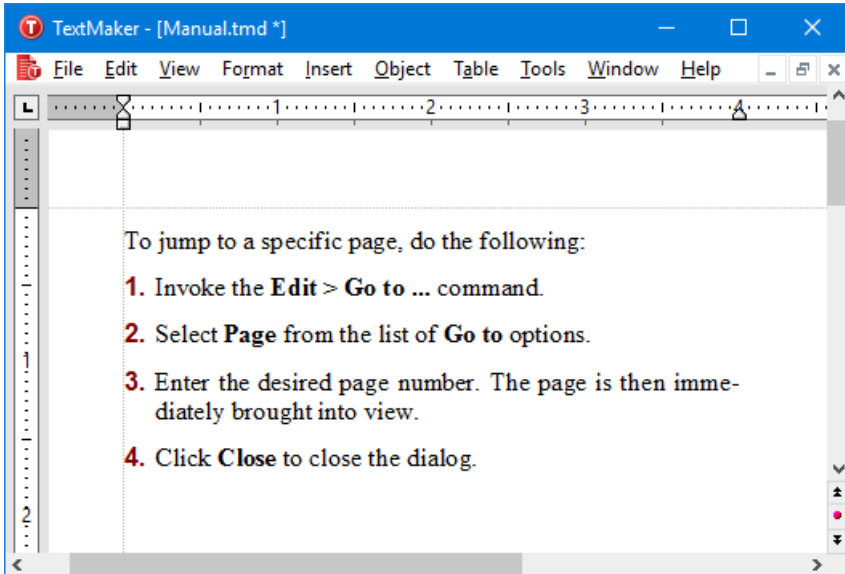 TextMaker - [Manual.tmd *]
File Edit View Format Insert Object Table Tools Window Help
L 1 2 3 4
To jump to a specific page, do the following:
1. Invoke the Edit > Go to ... command.
2. Select Page from the list of Go to options.
3. Enter the desired page number. The page is then imme-
diately brought into view.
1
4. Click Close to close the dialog.
2